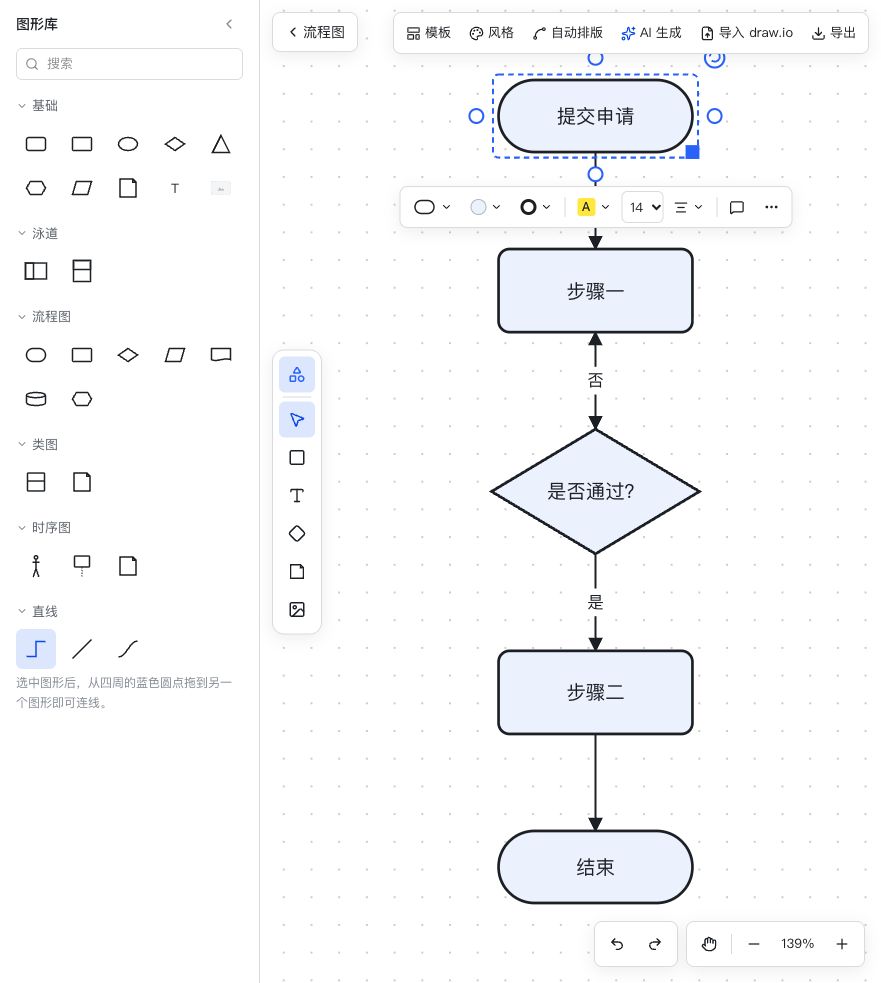 图形库
搜索
基础
T
泳道
流程图
类图
时序图
直线
选中图形后，从四周的蓝色圆点拖到另一
个图形即可连线。
流程图
模板
风格
自动排版
AI 生成
导入 draw.io
导出
提交申请
A
14
步骤一
否
是否通过?
是
步骤二
结束
139%